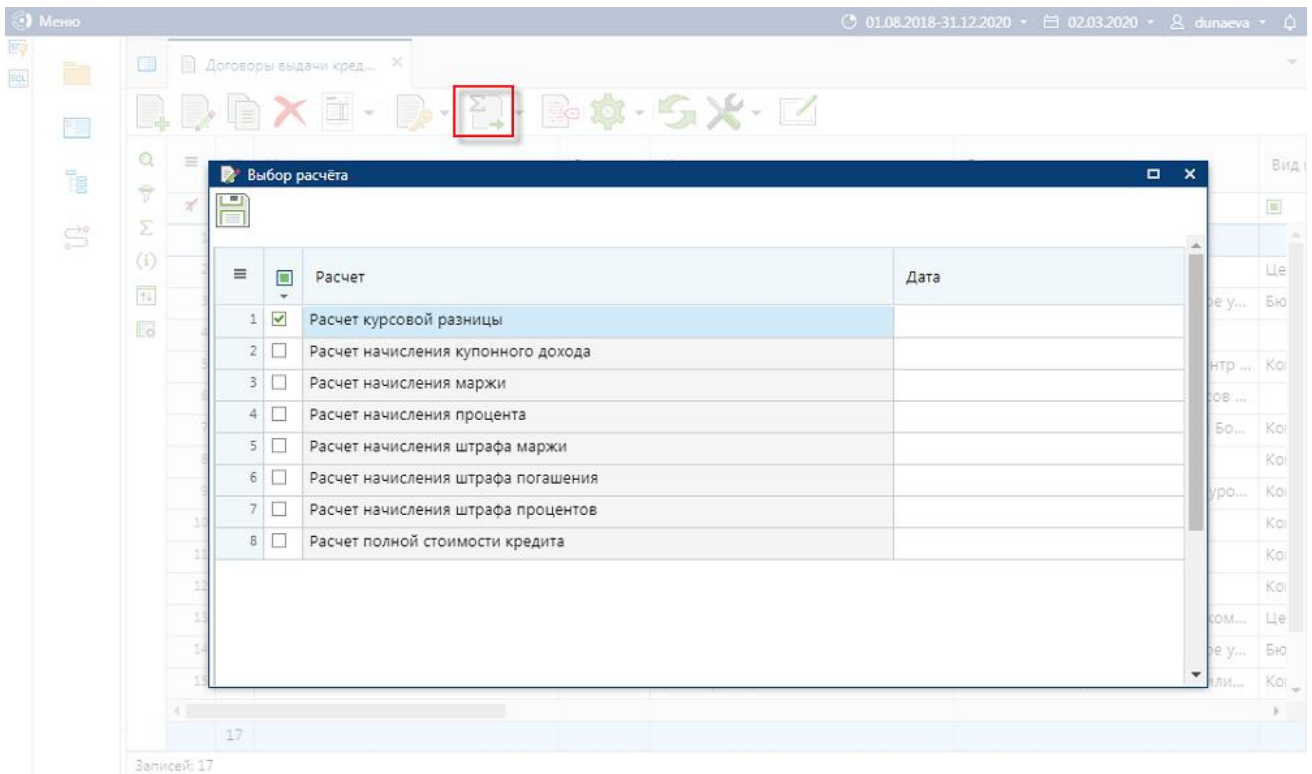 Меню 01.08.2018-31.12.2020 02.03.2020 dunaeva
SQL Договоры выдачи кред...
Вид
Выбор расчёта
Расчет Дата
1 Расчет курсовой разницы
2 Расчет начисления купонного дохода
3 Расчет начисления маржи
4 Расчет начисления процента
5 Расчет начисления штрафа маржи
6 Расчет начисления штрафа погашения
7 Расчет начисления штрафа процентов
8 Расчет полной стоимости кредита
17
Записей: 17